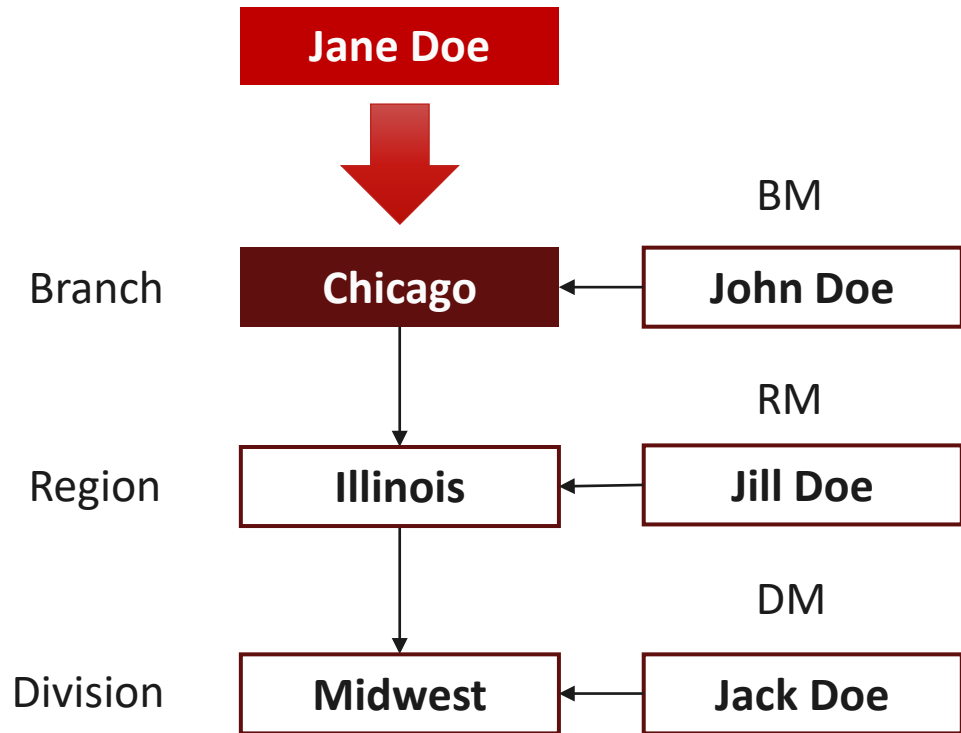 Jane Doe
BM
Branch
Chicago
John Doe
RM
Region
Illinois
Jill Doe
DM
Division
Midwest
Jack Doe